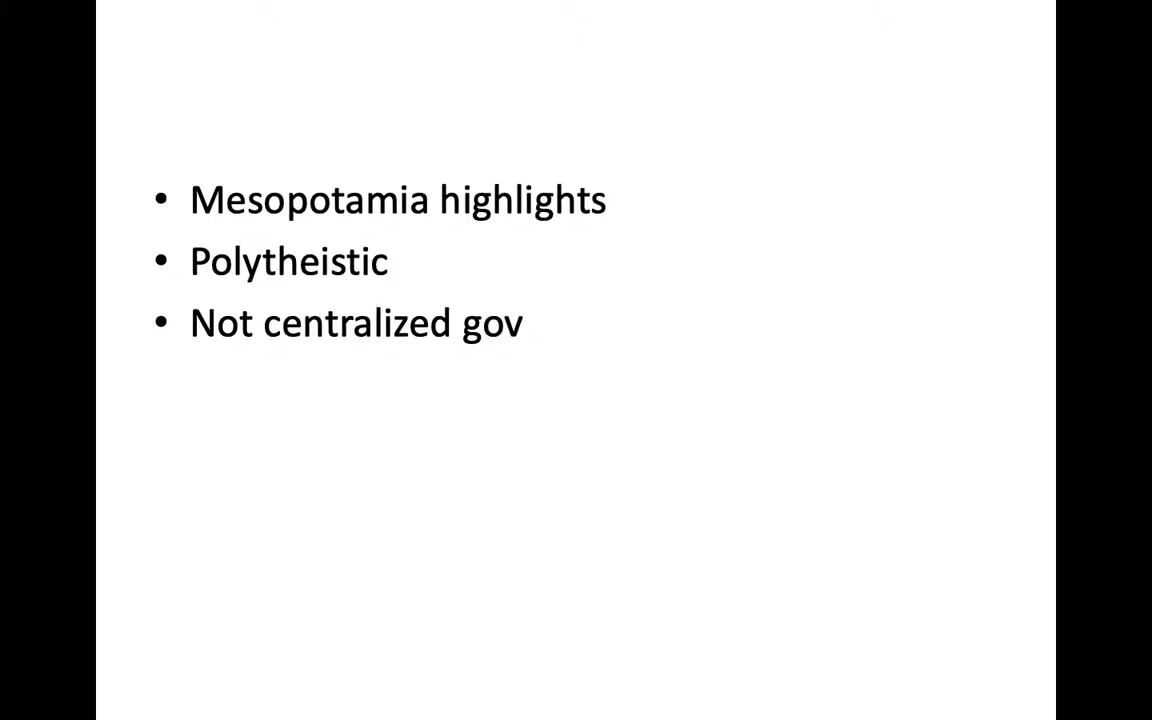 • Mesopotamia highlights
• Polytheistic
• Not centralized gov